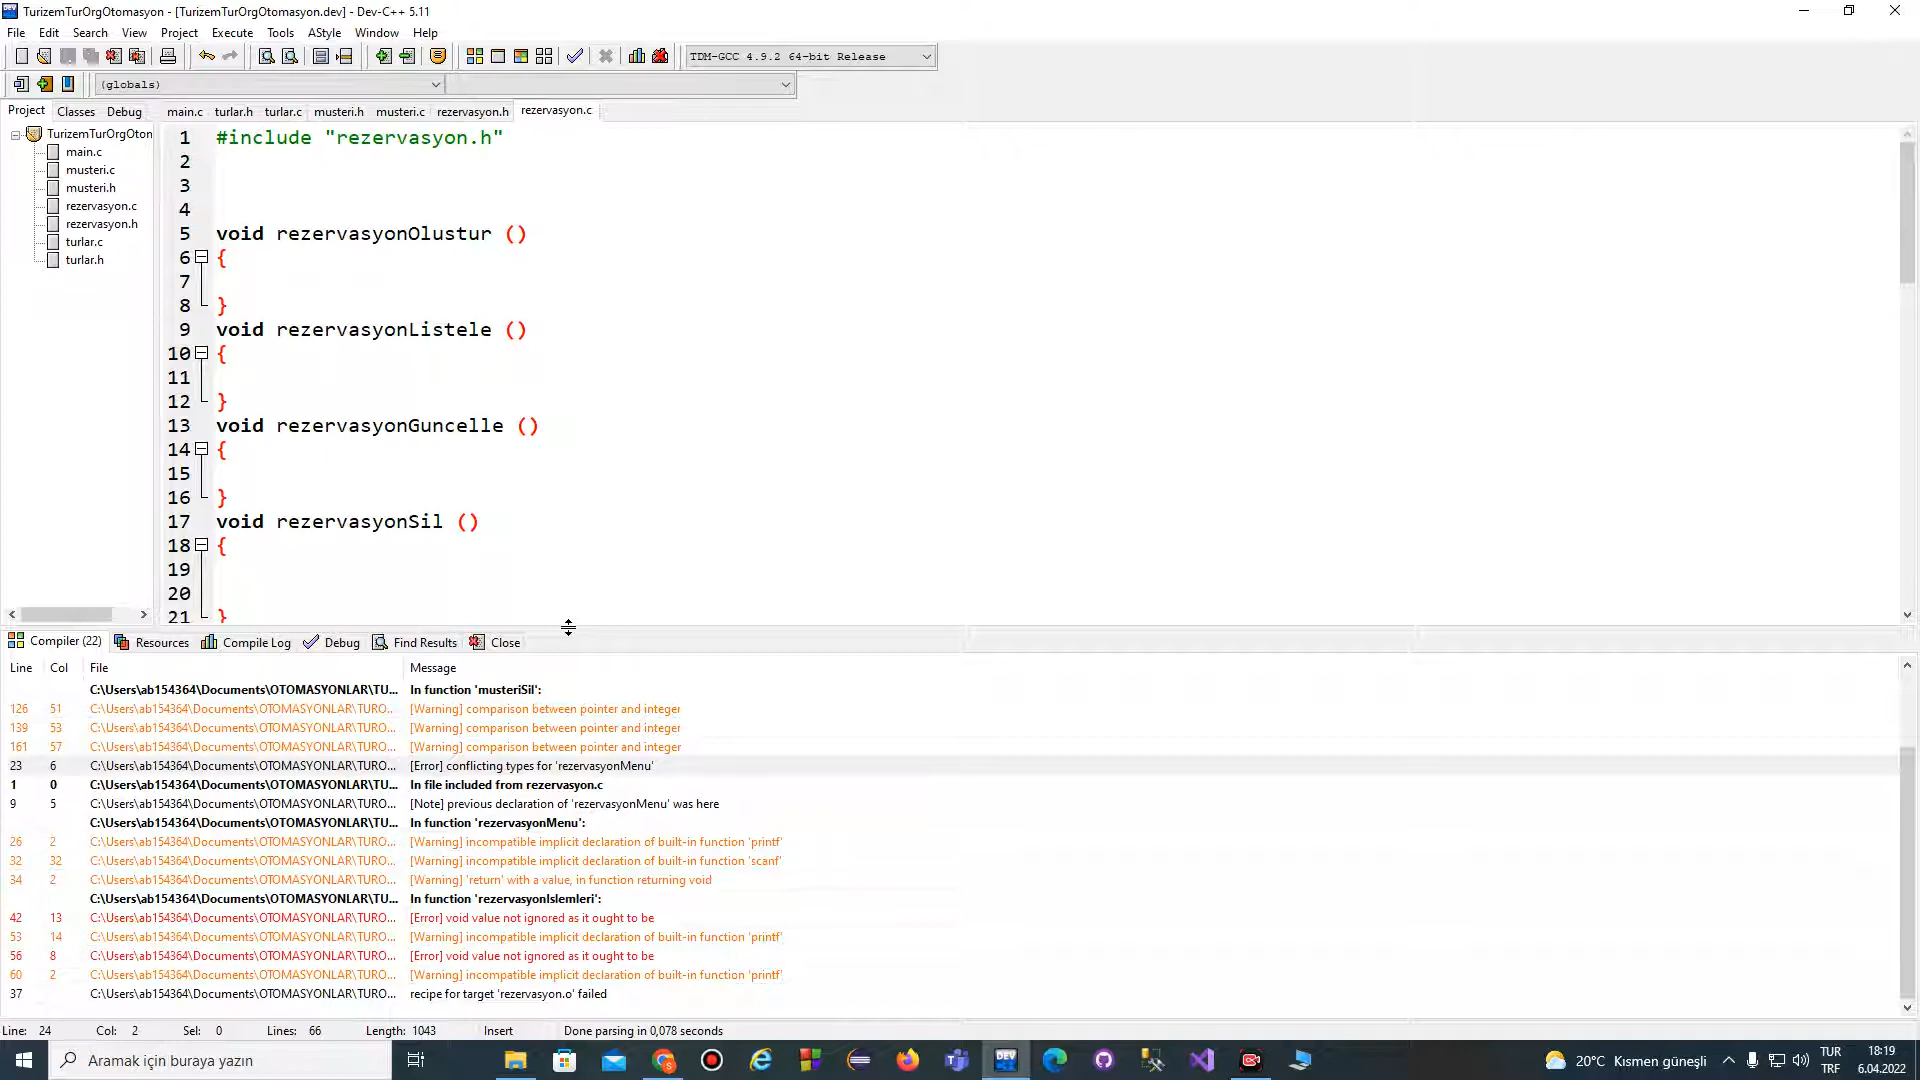 TurizemTurOrgOtomasyon - [TurizemTurOrgOtomasyon.dev] - Dev-C++ 5.11
File Edit Search View Project Execute Tools AStyle Window Help
TDM-GCC 4.9.2 64-bit Release
(globals)
Project Classes Debug
main.c turlar.h turlar.c musteri.h musteri.c rezervasyon.h rezervasyon.c
TurizemTurOrgOton
main.c
musteri.c
musteri.h
rezervasyon.c
rezervasyon.h
turlar.c
turlar.h
1 #include "rezervasyon.h"
2
3
4
5 void rezervasyonOlustur ()
6 {
7
8 }
9 void rezervasyonListele ()
10 {
11
12 }
13 void rezervasyonGuncelle ()
14 {
15
16 }
17 void rezervasyonSil ()
18 {
19
20
21 }
Compiler (22) Resources Compile Log Debug Find Results Close
Line Col File Message
C:\Users\ab154364\Documents\OTOMASYONLAR\TU... In function 'musteriSil':
126 51 C:\Users\ab154364\Documents\OTOMASYONLAR\TURO... [Warning] comparison between pointer and integer
139 53 C:\Users\ab154364\Documents\OTOMASYONLAR\TURO... [Warning] comparison between pointer and integer
161 57 C:\Users\ab154364\Documents\OTOMASYONLAR\TURO... [Warning] comparison between pointer and integer
23 6 C:\Users\ab154364\Documents\OTOMASYONLAR\TURO... [Error] conflicting types for 'rezervasyonMenu'
1 0 C:\Users\ab154364\Documents\OTOMASYONLAR\TU... In file included from rezervasyon.c
9 5 C:\Users\ab154364\Documents\OTOMASYONLAR\TURO... [Note] previous declaration of 'rezervasyonMenu' was here
C:\Users\ab154364\Documents\OTOMASYONLAR\TU... In function 'rezervasyonMenu':
26 2 C:\Users\ab154364\Documents\OTOMASYONLAR\TURO... [Warning] incompatible implicit declaration of built-in function 'printf'
32 32 C:\Users\ab154364\Documents\OTOMASYONLAR\TURO... [Warning] incompatible implicit declaration of built-in function 'scanf'
34 2 C:\Users\ab154364\Documents\OTOMASYONLAR\TURO... [Warning] 'return' with a value, in function returning void
C:\Users\ab154364\Documents\OTOMASYONLAR\TU... In function 'rezervasyonIslemleri':
42 13 C:\Users\ab154364\Documents\OTOMASYONLAR\TURO... [Error] void value not ignored as it ought to be
53 14 C:\Users\ab154364\Documents\OTOMASYONLAR\TURO... [Warning] incompatible implicit declaration of built-in function 'printf'
56 8 C:\Users\ab154364\Documents\OTOMASYONLAR\TURO... [Error] void value not ignored as it ought to be
60 2 C:\Users\ab154364\Documents\OTOMASYONLAR\TURO... [Warning] incompatible implicit declaration of built-in function 'printf'
37 C:\Users\ab154364\Documents\OTOMASYONLAR\TURO... recipe for target 'rezervasyon.o' failed
Line: 24 Col: 2 Sel: 0 Lines: 66 Length: 1043 Insert Done parsing in 0,078 seconds
Aramak için buraya yazın
DEV
20°C Kısmen güneşli
TUR
TRF
18:19
6.04.2022